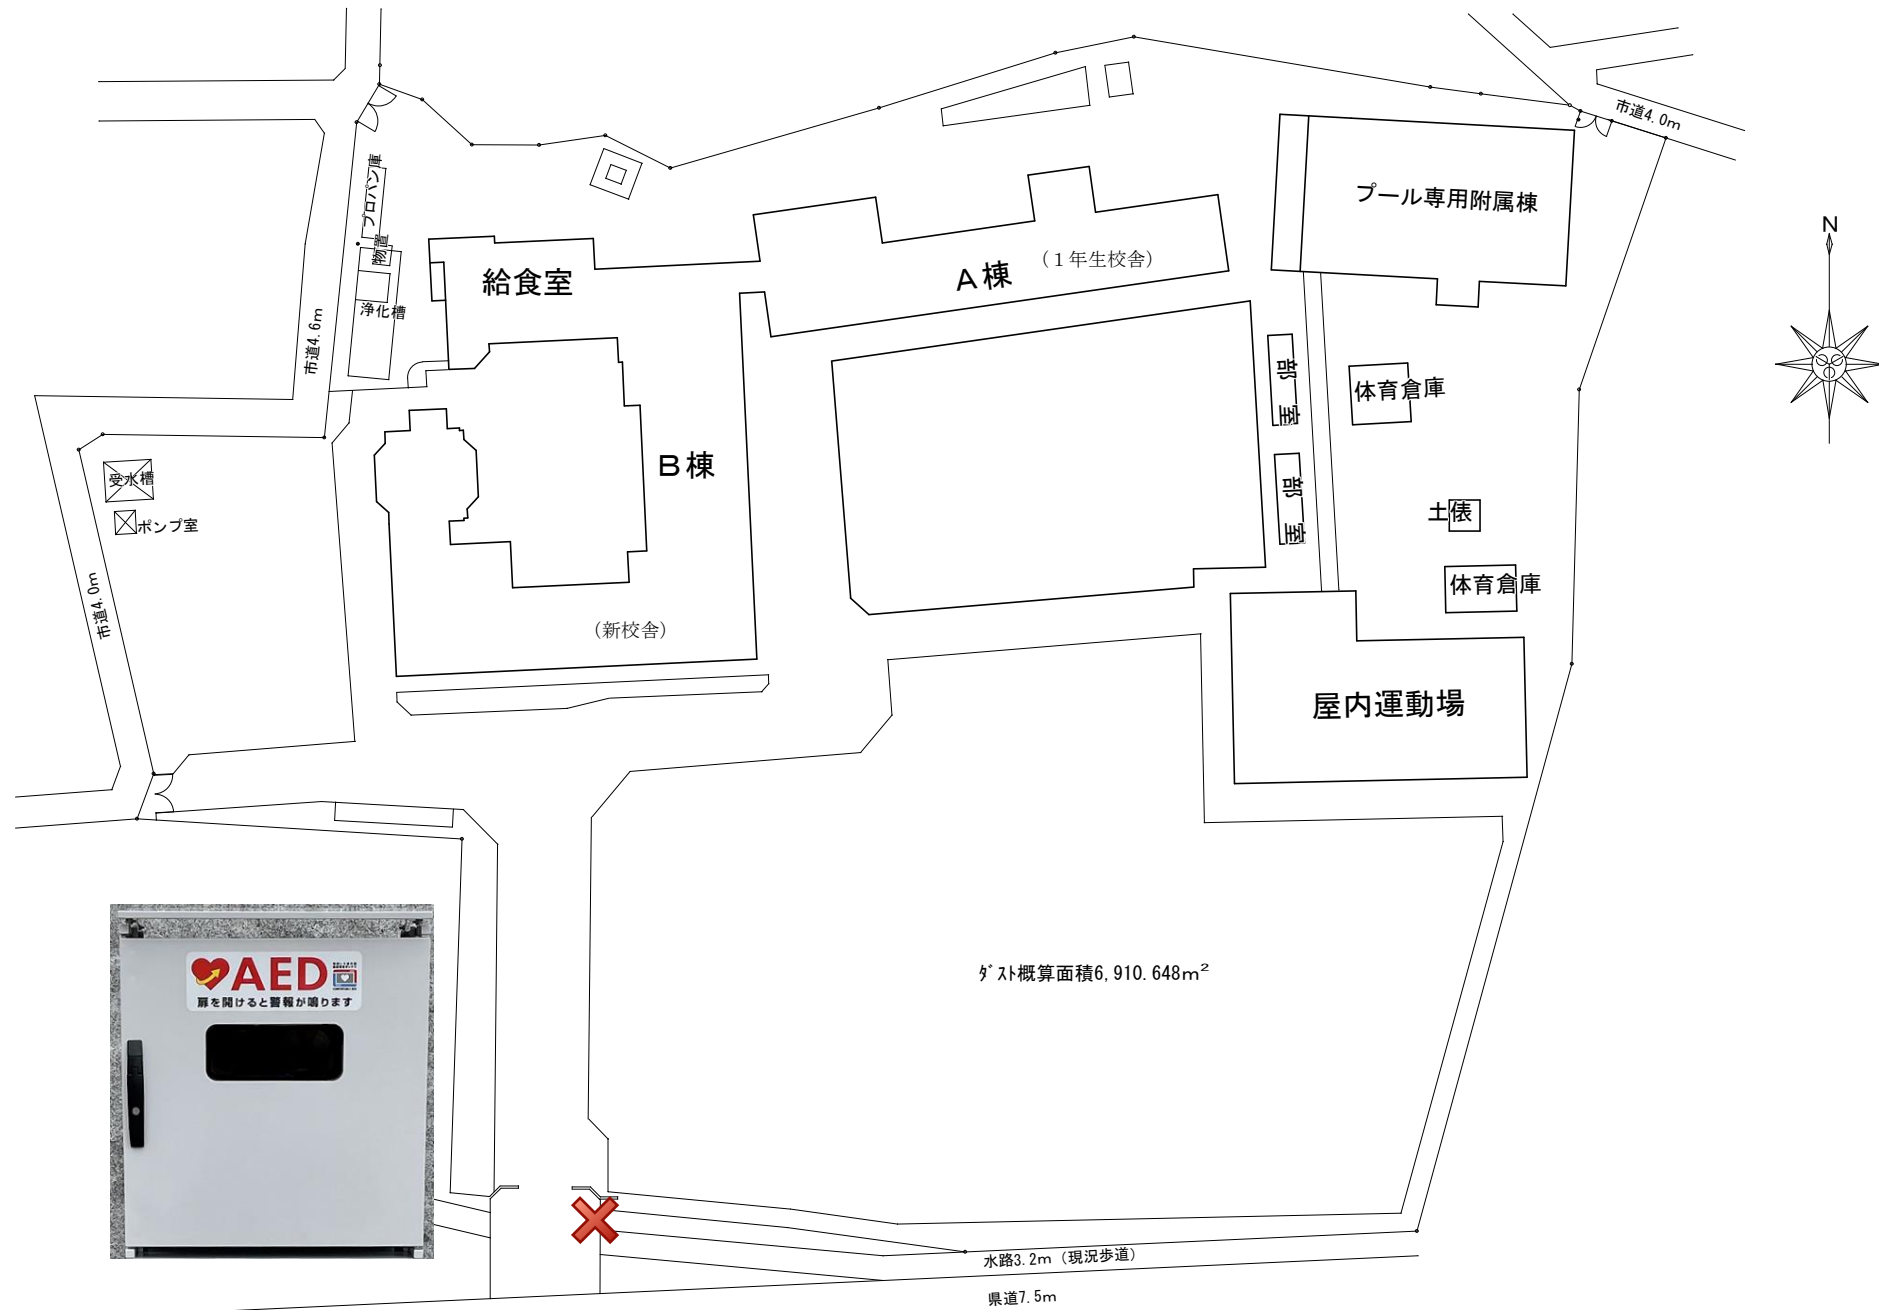 市道4.0m
プール専用附属棟
N
プロパン庫
物置
給食室
A棟
(1年生校舎)
浄化槽
市道4.6m
部室
体育倉庫
B棟
受水槽
ポンプ室
部室
土俵
体育倉庫
市道4.0m
(新校舎)
屋内運動場
AED
扉を開けると警報が鳴ります
ダスト概算面積6,910.648m²
水路3.2m (現況歩道)
県道7.5m